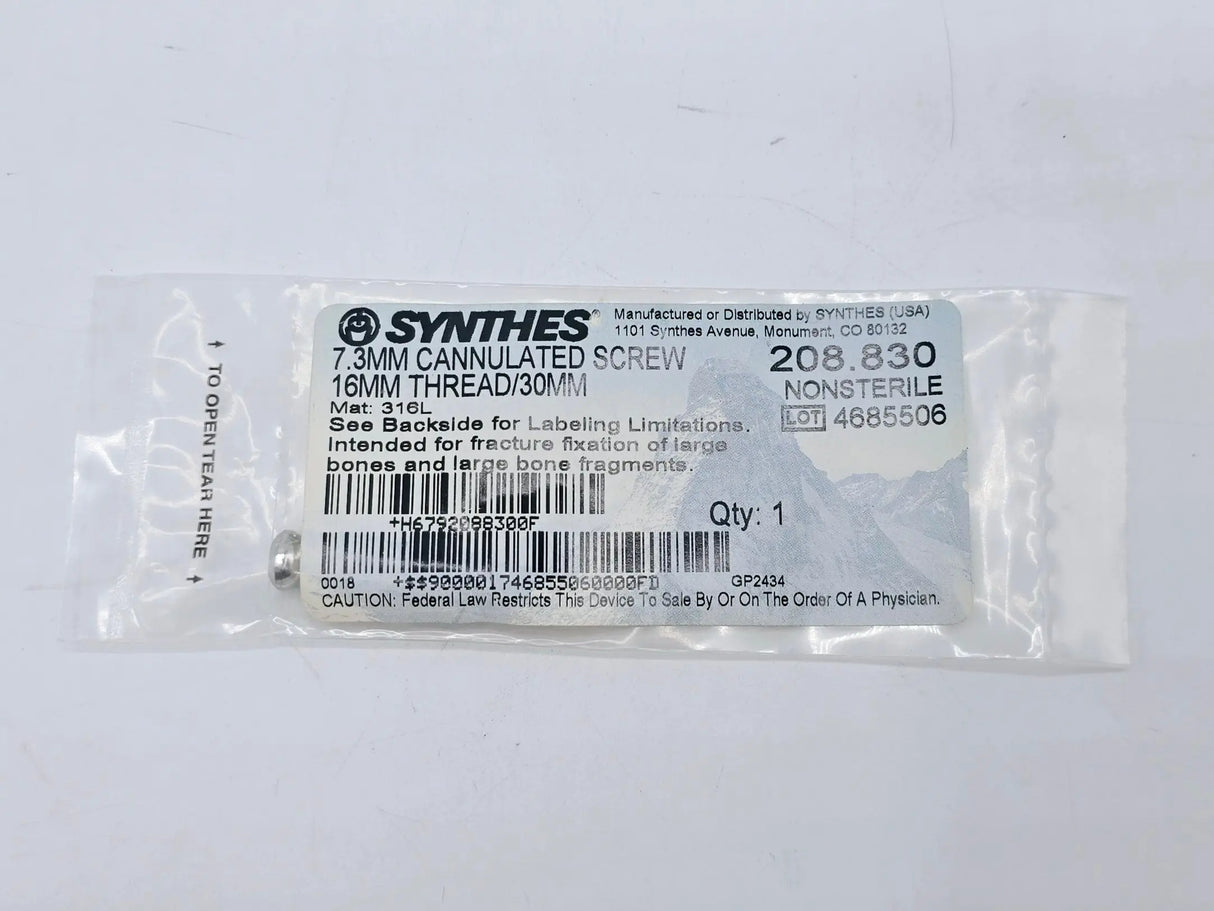 ↑ TO OPEN TEAR HERE ↑
SYNTHES®
Manufactured or Distributed by SYNTHES (USA)
1101 Synthes Avenue, Monument, CO 80132
7.3MM CANNULATED SCREW
208.830
16MM THREAD/30MM
NONSTERILE
Mat: 316L
LOT 4685506
See Backside for Labeling Limitations.
Intended for fracture fixation of large
bones and large bone fragments.
Qty: 1
+H6792088300F
0018 +$$900001746855060000FD GP2434
CAUTION: Federal Law Restricts This Device To Sale By Or On The Order Of A Physician.